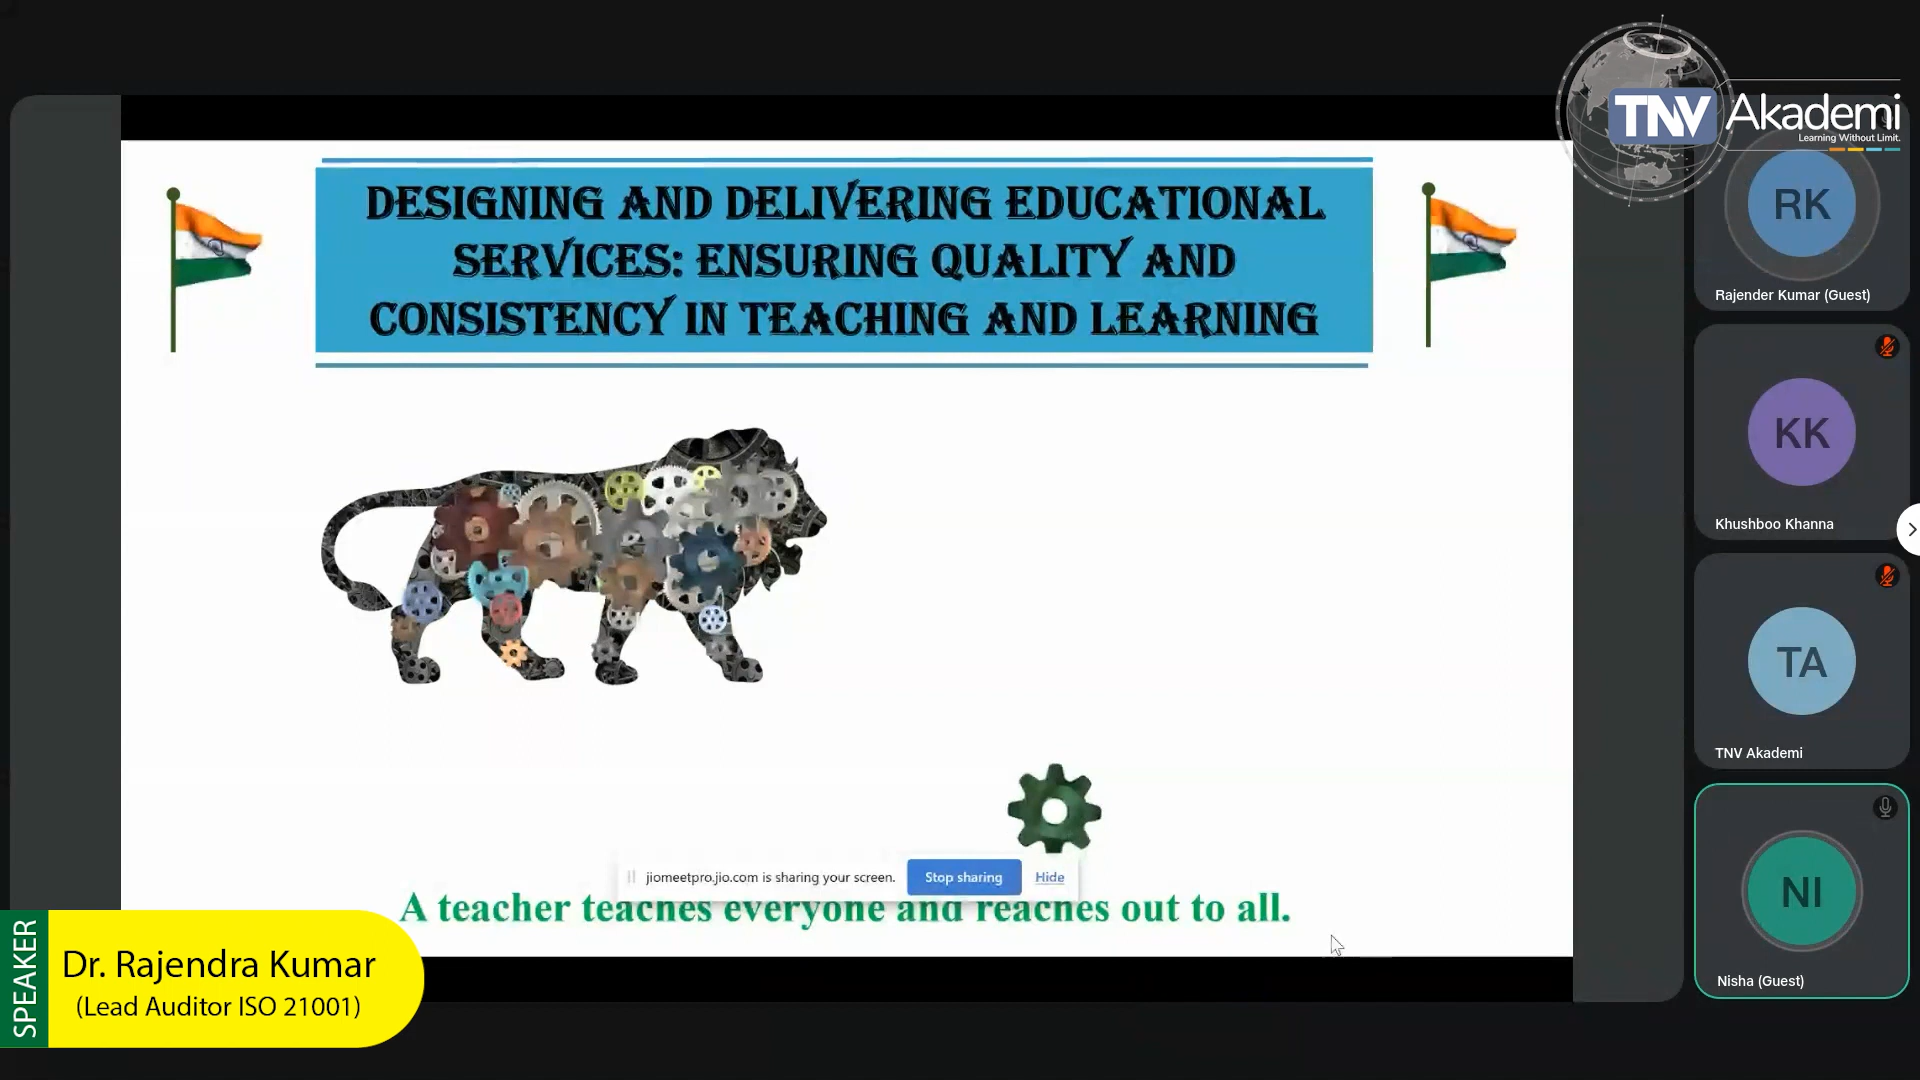 TNV Akademi
Learning Without Limit.
DESIGNING AND DELIVERING EDUCATIONAL
SERVICES: ENSURING QUALITY AND
CONSISTENCY IN TEACHING AND LEARNING
jiomeetpro.jio.com is sharing your screen. Stop sharing Hide
A teacher teaches everyone and reaches out to all.
SPEAKER
Dr. Rajendra Kumar
(Lead Auditor ISO 21001)
RK
Rajender Kumar (Guest)
KK
Khushboo Khanna
TA
TNV Akademi
NI
Nisha (Guest)